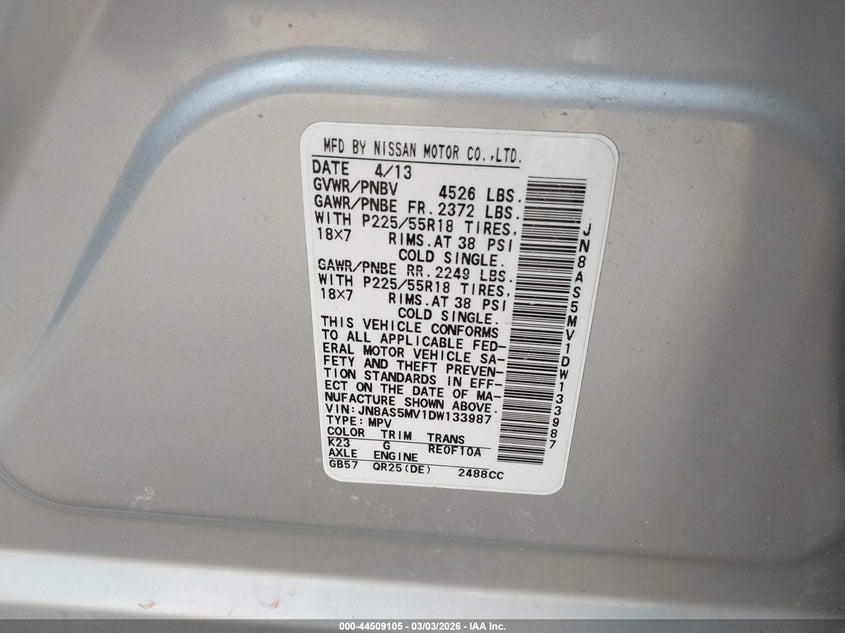 MFD BY NISSAN MOTOR CO.,LTD.
DATE 4/13
GVWR/PNBV 4526 LBS.
GAWR/PNBE FR.2372 LBS.
WITH P225/55R18 TIRES,
18X7 RIMS.AT 38 PSI
COLD SINGLE.
GAWR/PNBE RR.2249 LBS.
WITH P225/55R18 TIRES,
18X7 RIMS.AT 38 PSI
COLD SINGLE.
THIS VEHICLE CONFORMS
TO ALL APPLICABLE FED-
ERAL MOTOR VEHICLE SA-
FETY AND THEFT PREVEN-
TION STANDARDS IN EFF-
ECT ON THE DATE OF MA-
NUFACTURE SHOWN ABOVE.
VIN:JN8AS5MV1DW133987
TYPE:MPV
COLOR TRIM TRANS
K23 G RE0F10A
AXLE ENGINE
GB57 QR25(DE) 2488CC
JN8AS5MV1DW133987
000-44509105 - 03/03/2026 - IAA Inc.